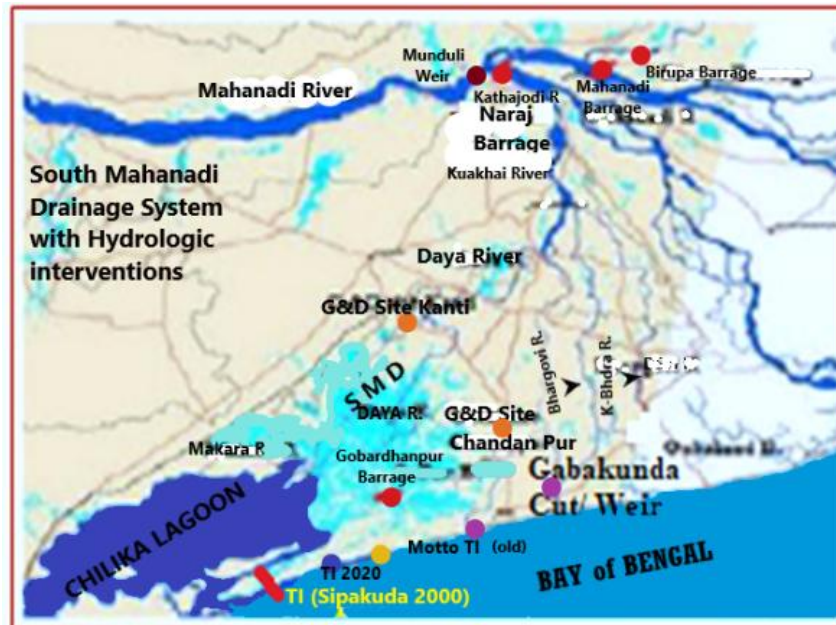 Munduli
Weir
Birupa Barrage
Mahanadi River
Kathajodi R
Mahanadi
Barrage
Naraj
Barrage
Kuakhai River
South Mahanadi
Drainage System
with Hydrologic
interventions
Daya River
G&D Site Kanti
Bhargovi R.
K-Bhdra R.
S M D
DAYA R.
G&D Site
Chandan Pur
Makara R
Gobardhanpur
Barrage
Gabakunda
Cut/ Weir
CHILIKA LAGOON
Motto TI (old)
TI 2020
BAY of BENGAL
TI (Sipakuda 2000)